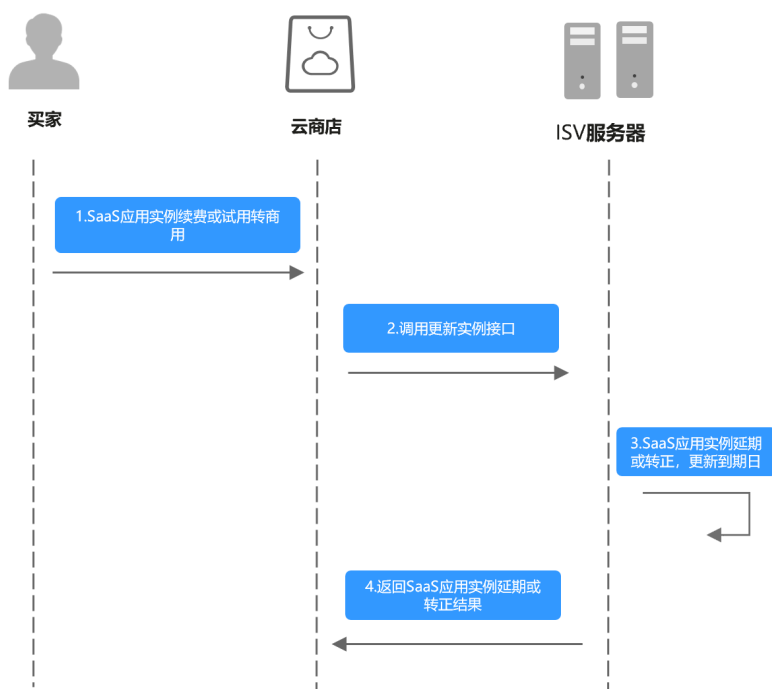 买家
云商店
ISV服务器
1.SaaS应用实例续费或试用转商
用
2.调用更新实例接口
3.SaaS应用实例延期
或转正，更新到期日
4.返回SaaS应用实例延期或
转正结果